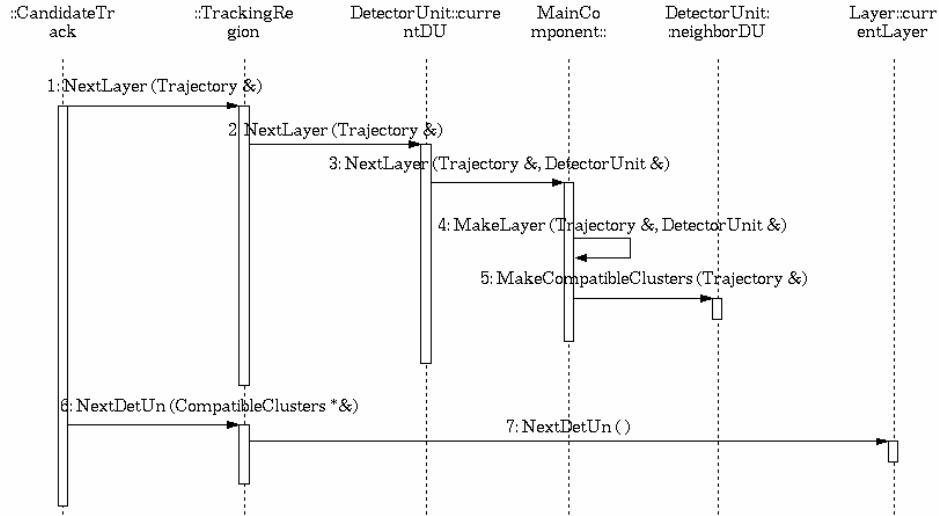 ::CandidateTr
ack
::TrackingRe
gion
DetectorUnit::curre
ntDU
MainCo
mponent::
DetectorUnit:
:neighborDU
Layer::curr
entLayer
1: NextLayer (Trajectory &)
2: NextLayer (Trajectory &)
3: NextLayer (Trajectory &, DetectorUnit &)
4: MakeLayer (Trajectory &, DetectorUnit &)
5: MakeCompatibleClusters (Trajectory &)
6: NextDetUn (CompatibleClusters *&)
7: NextDetUn ( )